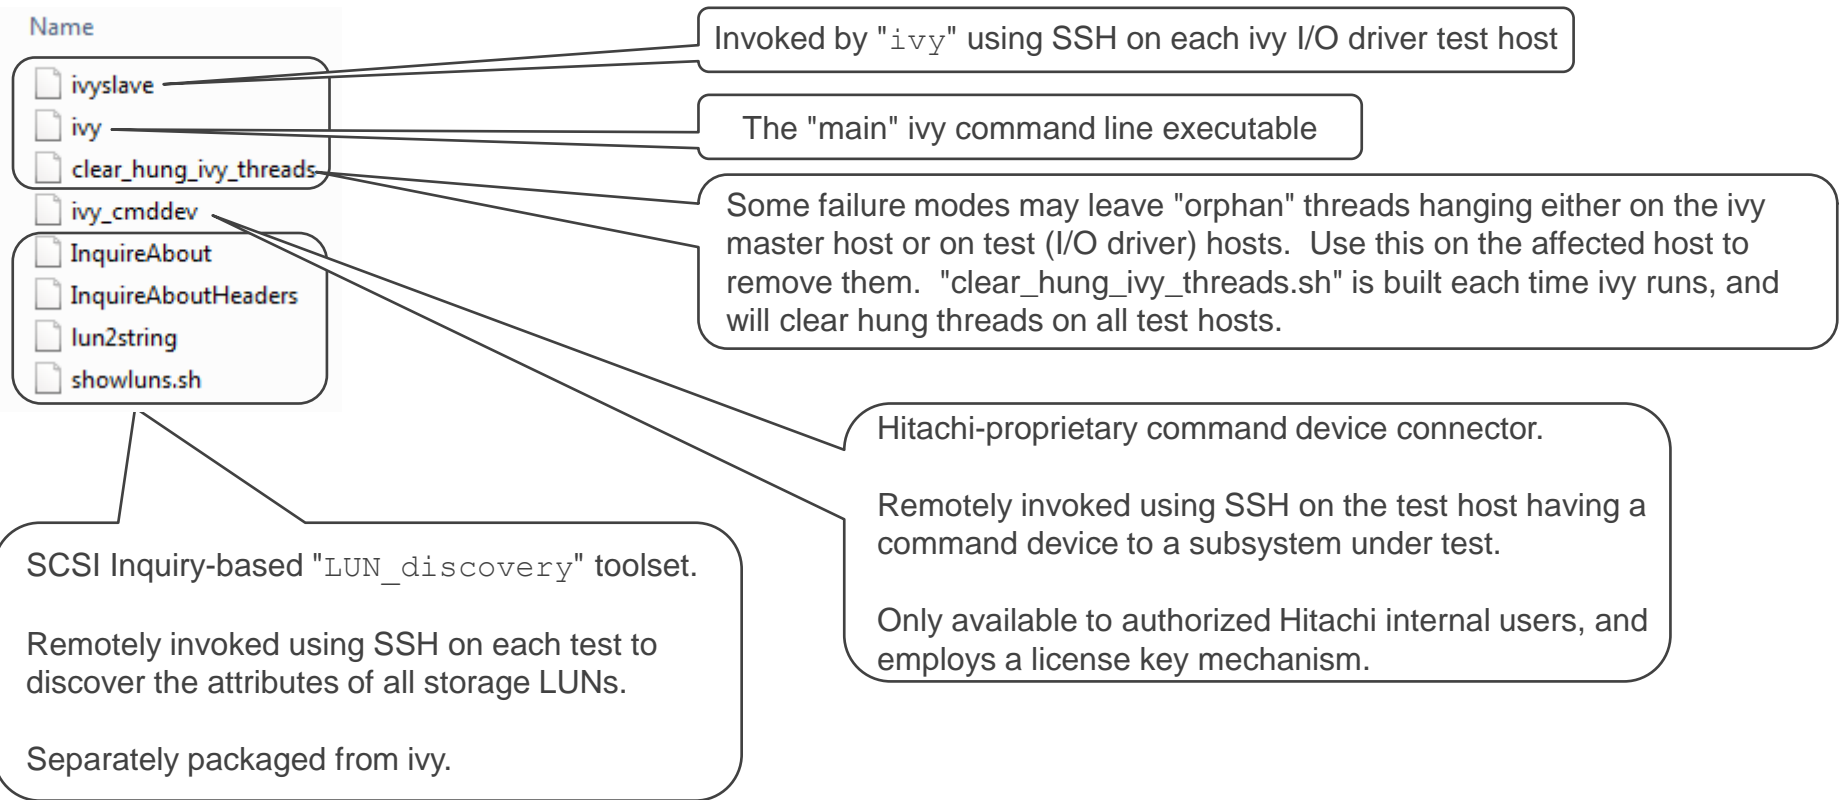 Name
ivyslave
ivy
clear_hung_ivy_threads
ivy_cmddev
InquireAbout
InquireAboutHeaders
lun2string
showluns.sh
Invoked by "ivy" using SSH on each ivy I/O driver test host
The "main" ivy command line executable
Some failure modes may leave "orphan" threads hanging either on the ivy
master host or on test (I/O driver) hosts.  Use this on the affected host to
remove them.  "clear_hung_ivy_threads.sh" is built each time ivy runs, and
will clear hung threads on all test hosts.
Hitachi-proprietary command device connector.
Remotely invoked using SSH on the test host having a
command device to a subsystem under test.
Only available to authorized Hitachi internal users, and
employs a license key mechanism.
SCSI Inquiry-based "LUN_discovery" toolset.
Remotely invoked using SSH on each test to
discover the attributes of all storage LUNs.
Separately packaged from ivy.